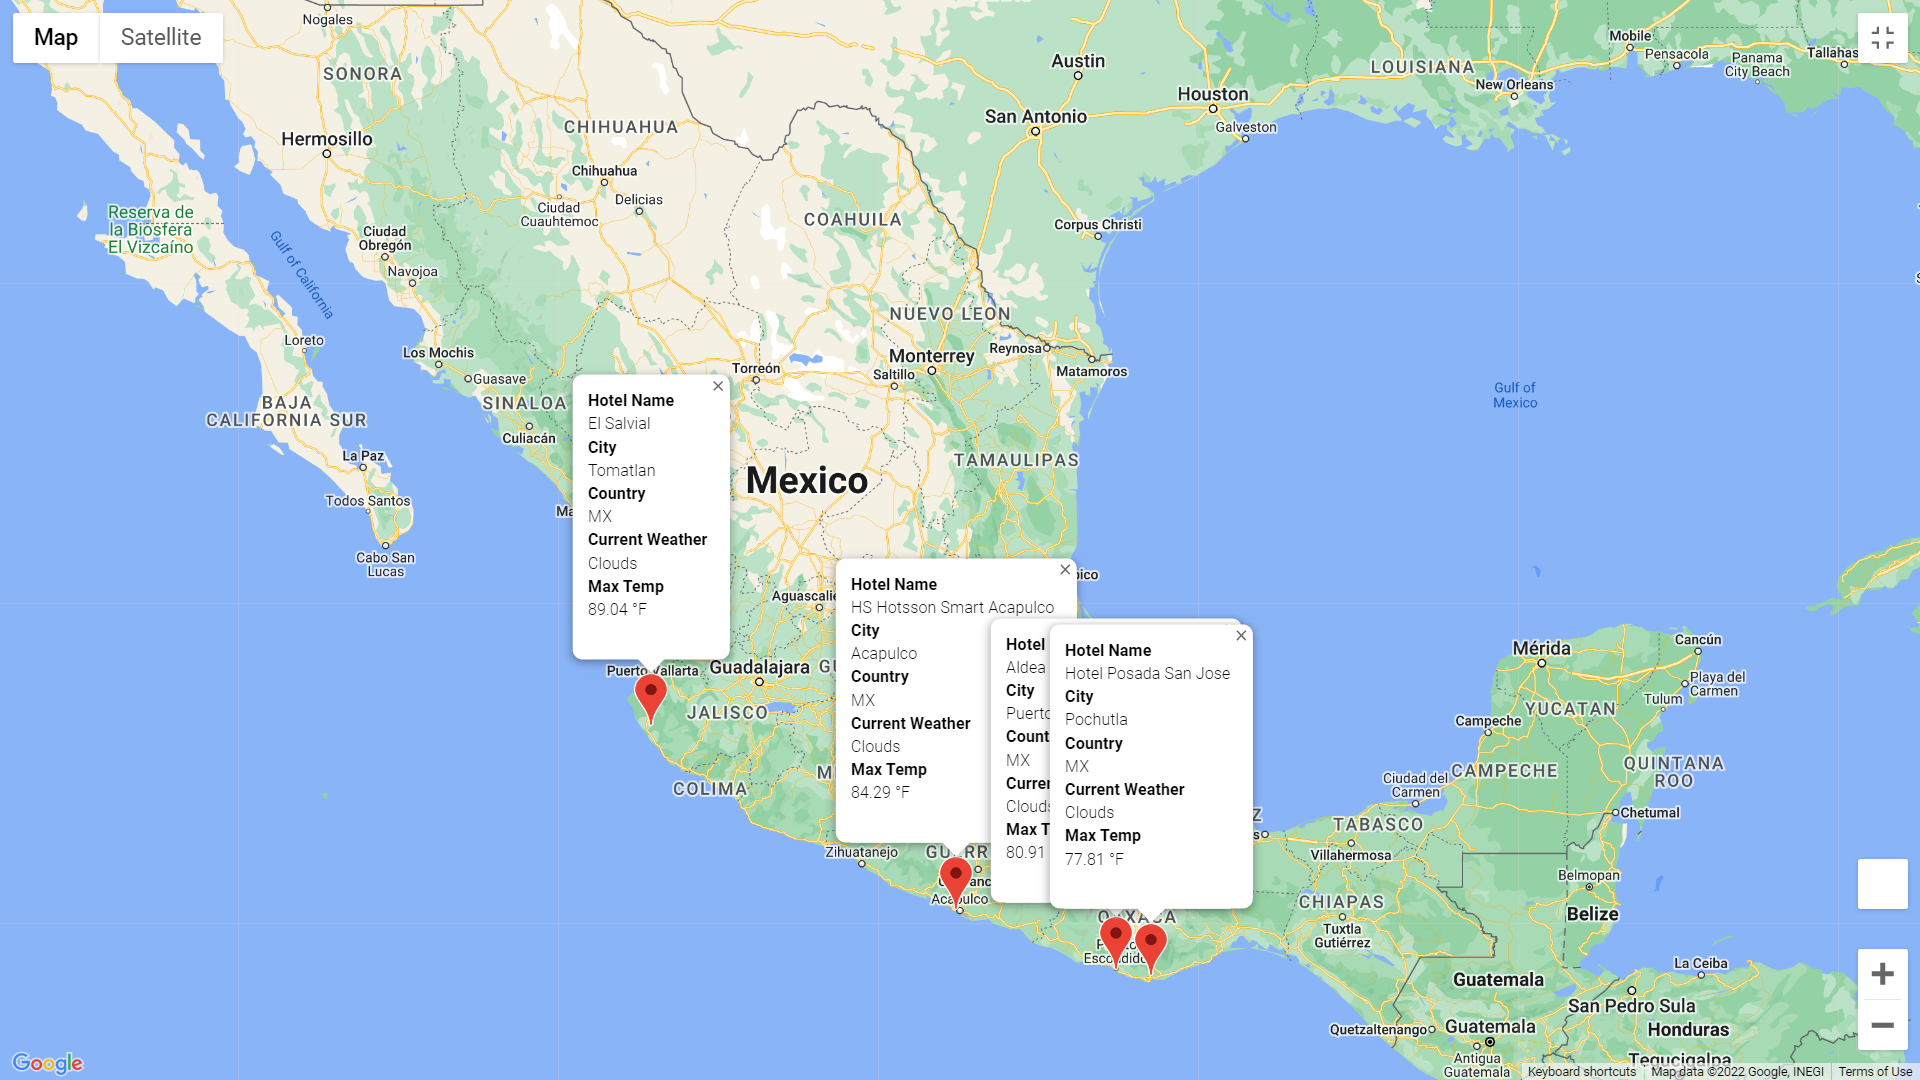 Map
Satellite
Nogales
SONORA
Hermosillo
CHIHUAHUA
Chihuahua
Delicias
Ciudad
Cuauhtemoc
COAHUILA
Reserva de
la Biosfera
El Vizcaíno
Gulf of California
Ciudad
Obregón
Navojoa
Loreto
Los Mochis
Guasave
BAJA
CALIFORNIA SUR
SINALOA
Culiacán
La Paz
Todos Santos
Cabo San
Lucas
Torreón
NUEVO LEON
Monterrey
Saltillo
Reynosa
Matamoros
TAMAULIPAS
Mexico
Austin
San Antonio
Houston
Galveston
Corpus Christi
LOUISIANA
New Orleans
Mobile
Pensacola
Panama
City Beach
Tallahas
Gulf of
Mexico
Hotel Name
El Salvial
City
Tomatlan
Country
MX
Current Weather
Clouds
Max Temp
89.04 °F
Puerto Vallarta
Guadalajara
JALISCO
COLIMA
Aguascalie
Zihuatanejo
Hotel Name
HS Hotsson Smart Acapulco
City
Acapulco
Country
MX
Current Weather
Clouds
Max Temp
84.29 °F
Acapulco
Hotel
Aldea
City
Puerto
Count
MX
Curren
Clouds
Max T
80.91
Hotel Name
Hotel Posada San Jose
City
Pochutla
Country
MX
Current Weather
Clouds
Max Temp
77.81 °F
OAXACA
Escondido
Mérida
Cancún
Playa del
Carmen
Tulum
YUCATAN
Campeche
CAMPECHE
QUINTANA
ROO
Ciudad del
Carmen
Chetumal
TABASCO
Villahermosa
Belmopan
Belize
CHIAPAS
Tuxtla
Gutiérrez
La Ceiba
Guatemala
San Pedro Sula
Honduras
Quetzaltenango
Guatemala
Antigua
Guatemala
Tegucigalpa
Google
Keyboard shortcuts
Map data ©2022 Google, INEGI
Terms of Use